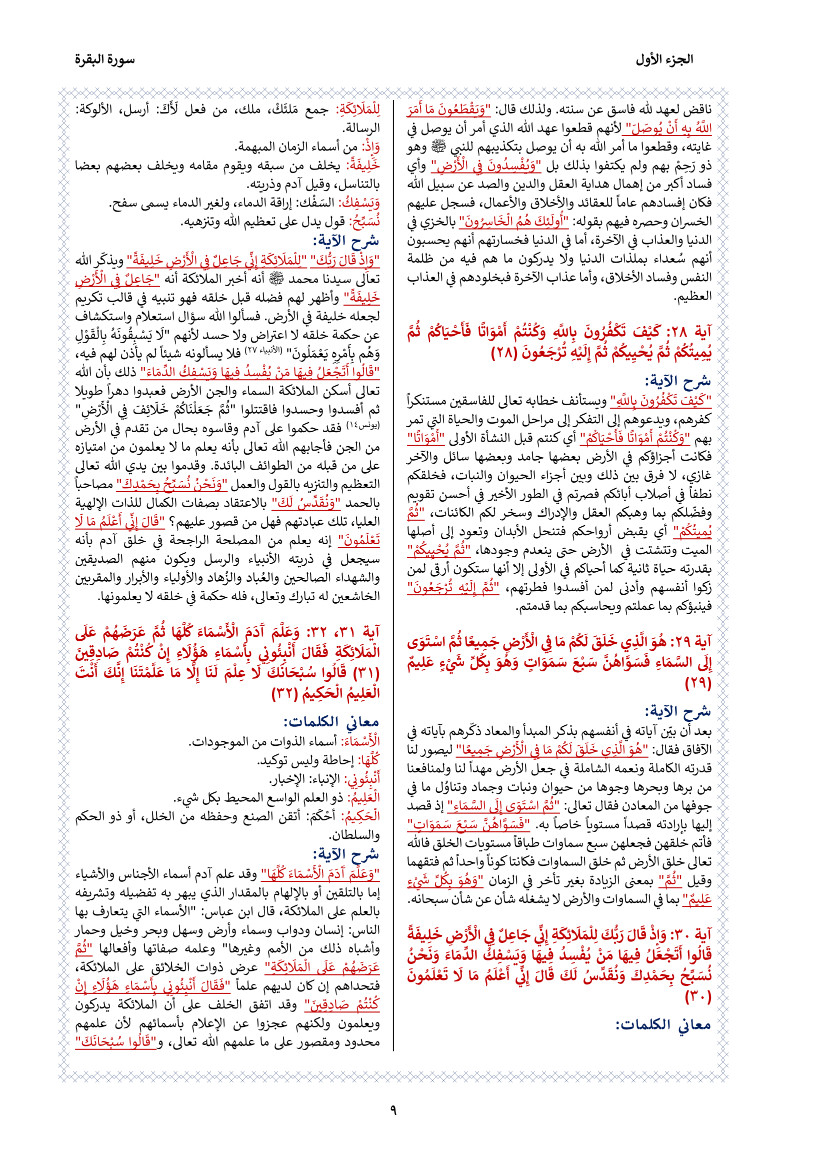 الجزء الأول
سورة البقرة
ناقض لعهد لله فاسق عن سنته. ولذلك قال: "وَيَقْطَعُونَ مَا أَمَرَ
اللَّهُ بِهِ أَنْ يُوصَلَ" لأنهم قطعوا عهد الله الذي أمر أن يوصل في
غايته، وقطعوا ما أمر الله به أن يوصل بتكذيبهم للنبي ﷺ وهو
ذو رَحِمٌ بهم ولم يكتفوا بذلك بل "وَيُفْسِدُونَ فِي الْأَرْضِ" وأي
فساد أكبر من إهمال هداية العقل والدين والصد عن سبيل الله
فكان إفسادهم عاماً للعقائد والأخلاق والأعمال، فسجل عليهم
الخسران وحصره فيهم بقوله: "أُولَئِكَ هُمُ الْخَاسِرُونَ" بالخزي في
الدنيا والعذاب في الآخرة، أما في الدنيا فخسارتهم أنهم يحسبون
أنهم سُعداء بملذات الدنيا ولا يدركون ما هم فيه من ظلمة
النفس وفساد الأخلاق، وأما عذاب الآخرة فبخلودهم في العذاب
العظيم.
آية ٢٨: كَيْفَ تَكْفُرُونَ بِاللَّهِ وَكُنْتُمْ أَمْوَاتًا فَأَحْيَاكُمْ ثُمَّ
يُمِيتُكُمْ ثُمَّ يُحْيِيكُمْ ثُمَّ إِلَيْهِ تُرْجَعُونَ (٢٨)
شرح الآية:
"كَيْفَ تَكْفُرُونَ بِاللَّهِ" ويستأنف خطابه تعالى للفاسقين مستنكراً
كفرهم، ويدعوهم إلى التفكر إلى مراحل الموت والحياة التي تمر
بهم "وَكُنْتُمْ أَمْوَاتًا فَأَحْيَاكُمْ" أي كنتم قبل النشأة الأولى "أَمْوَاتًا"
فكانت أجزاؤكم في الأرض بعضها جامد وبعضها سائل والآخر
غازي، لا فرق بين ذلك وبين أجزاء الحيوان والنبات، فخلقكم
نطفاً في أصلاب أبائكم فصرتم في الطور الأخير في أحسن تقويم
وفضّلكم بما وهبكم العقل والإدراك وسخر لكم الكائنات، "ثُمَّ
يُمِيتُكُمْ" أي يقبض أرواحكم فتنحل الأبدان وتعود إلى أصلها
الميت وتتشتت في الآرض حتى ينعدم وجودها، "ثُمَّ يُحْيِيكُمْ"
بقدرته حياة ثانية كما أحياكم في الأولى إلا أنها ستكون أرقى لمن
زكوا أنفسهم وأدنى لمن أفسدوا فطرتهم، "ثُمَّ إِلَيْهِ تُرْجَعُونَ"
فينبؤكم بما عملتم ويحاسبكم بما قدمتم.
آية ٢٩: هُوَ الَّذِي خَلَقَ لَكُمْ مَا فِي الْأَرْضِ جَمِيعًا ثُمَّ اسْتَوَى
إِلَى السَّمَاءِ فَسَوَّاهُنَّ سَبْعَ سَمَوَاتٍ وَهُوَ بِكُلِّ شَيْءٍ عَلِيمٌ
(٢٩)
شرح الآية:
بعد أن بيّن آياته في أنفسهم بذكر المبدأ والمعاد ذكّرهم بآياته في
الآفاق فقال: "هُوَ الَّذِي خَلَقَ لَكُمْ مَا فِي الْأَرْضِ جَمِيعًا" ليصور لنا
قدرته الكاملة ونعمه الشاملة في جعل الأرض مهداً لنا ولمنافعنا
من برها وبحرها وجوها من حيوان ونبات وجماد وتناوُل ما في
جوفها من المعادن فقال تعالى: "ثُمَّ اسْتَوَى إِلَى السَّمَاءِ" إذ قصد
إليها بإرادته قصداً مستوياً خاصاً به. "فَسَوَّاهُنَّ سَبْعَ سَمَوَاتٍ"
فأتم خلقهن فجعلهن سبع سماوات طباقاً مستويات الخلق فالله
تعالى خلق الأرض ثم خلق السماوات فكانتا كوناً واحداً ثم فتقهما
وقيل "ثُمَّ" بمعنى الزيادة بغير تأخر في الزمان "وَهُوَ بِكُلِّ شَيْءٍ
عَلِيمٌ" بما في السماوات والأرض لا يشغله شأن عن شأن سبحانه.
آية ٣٠: وَإِذْ قَالَ رَبُّكَ لِلْمَلَائِكَةِ إِنِّي جَاعِلٌ فِي الْأَرْضِ خَلِيفَةً
قَالُوا أَتَجْعَلُ فِيهَا مَنْ يُفْسِدُ فِيهَا وَيَسْفِكُ الدِّمَاءَ وَنَحْنُ
نُسَبِّحُ بِحَمْدِكَ وَنُقَدِّسُ لَكَ قَالَ إِنِّي أَعْلَمُ مَا لَا تَعْلَمُونَ
(٣٠)
معاني الكلمات:
لِلْمَلَائِكَةِ: جمع مَلئَكْ، ملك، من فعل لَأَكَ: أرسل، الألوكة:
الرسالة.
وَإِذْ: من أسماء الزمان المبهمة.
خَلِيفَةً: يخلف من سبقه ويقوم مقامه ويخلف بعضهم بعضا
بالتناسل، وقيل آدم وذريته.
وَيَسْفِكُ: السَفْك: إراقة الدماء، ولغير الدماء يسمى سفح.
نُسَبِّحُ: قول يدل على تعظيم الله وتنزهيه.
شرح الآية:
"وَإِذْ قَالَ رَبُّكَ" "لِلْمَلَائِكَةِ إِنِّي جَاعِلٌ فِي الْأَرْضِ خَلِيفَةً" ويذكّر الله
تعالى سيدنا محمد ﷺ أنه أخبر الملائكة أنه "جَاعِلٌ فِي الْأَرْضِ
خَلِيفَةً" وأظهر لهم فضله قبل خلقه فهو تنبيه في قالب تكريم
لجعله خليفة في الأرض. فسألوا الله سؤال استعلام واستكشاف
عن حكمة خلقه لا اعتراض ولا حسد لأنهم "لَا يَسْبِقُونَهُ بِالْقَوْلِ
وَهُم بِأَمْرِهِ يَعْمَلُونَ" (الأنبياء ٢٧) فلا يسألونه شيئاً لم يأذن لهم فيه،
"قَالُوا أَتَجْعَلُ فِيهَا مَنْ يُفْسِدُ فِيهَا وَيَسْفِكُ الدِّمَاءَ" ذلك بأن الله
تعالى أسكن الملائكة السماء والجن الأرض فعبدوا دهراً طويلا
ثم أفسدوا وحسدوا فاقتتلوا "ثُمَّ جَعَلْنَاكُمْ خَلَائِفَ فِي الْأَرْضِ"
(يونس١٤) فقد حكموا على آدم وقاسوه بحال من تقدم في الأرض
من الجن فأجابهم الله تعالى بأنه يعلم ما لا يعلمون من امتيازه
على من قبله من الطوائف البائدة. وقدموا بين يدي الله تعالى
التعظيم والتنزيه بالقول والعمل "وَنَحْنُ نُسَبِّحُ بِحَمْدِكَ" مصاحباً
بالحمد "وَنُقَدِّسُ لَكَ" بالاعتقاد بصفات الكمال للذات الإلهية
العليا، تلك عبادتهم فهل من قصور عليهم؟ "قَالَ إِنِّي أَعْلَمُ مَا لَا
تَعْلَمُونَ" إنه يعلم من المصلحة الراجحة في خلق آدم بأنه
سيجعل في ذريته الأنبياء والرسل ويكون منهم الصديقين
والشهداء الصالحين والعُباد والزُهاد والأولياء والأبرار والمقربين
الخاشعين له تبارك وتعالى، فله حكمة في خلقه لا يعلمونها.
آية ٣١، ٣٢: وَعَلَّمَ آدَمَ الْأَسْمَاءَ كُلَّهَا ثُمَّ عَرَضَهُمْ عَلَى
الْمَلَائِكَةِ فَقَالَ أَنْبِئُونِي بِأَسْمَاءِ هَؤُلَاءِ إِنْ كُنْتُمْ صَادِقِينَ
(٣١) قَالُوا سُبْحَانَكَ لَا عِلْمَ لَنَا إِلَّا مَا عَلَّمْتَنَا إِنَّكَ أَنْتَ
الْعَلِيمُ الْحَكِيمُ (٣٢)
معاني الكلمات:
الْأَسْمَاءَ: أسماء الذوات من الموجودات.
كُلَّهَا: إحاطة وليس توكيد.
أَنْبِئُونِي: الإنباء: الإخبار.
الْعَلِيمُ: ذو العلم الواسع المحيط بكل شيء.
الْحَكِيمُ: أحْكَمَ: أتقن الصنع وحفظه من الخلل، أو ذو الحكم
والسلطان.
شرح الآية:
"وَعَلَّمَ آدَمَ الْأَسْمَاءَ كُلَّهَا" وقد علم آدم أسماء الأجناس والأشياء
إما بالتلقين أو بالإلهام بالمقدار الذي يبهر به تفضيله وتشريفه
بالعلم على الملائكة، قال ابن عباس: "الأسماء التي يتعارف بها
الناس: إنسان ودواب وسماء وأرض وسهل وبحر وخيل وحمار
وأشباه ذلك من الأمم وغيرها" وعلمه صفاتها وأفعالها "ثُمَّ
عَرَضَهُمْ عَلَى الْمَلَائِكَةِ" عرض ذوات الخلائق على الملائكة،
فتحداهم إن كان لديهم علماً "فَقَالَ أَنْبِئُونِي بِأَسْمَاءِ هَؤُلَاءِ إِنْ
كُنْتُمْ صَادِقِينَ" وقد اتفق الخلف على أن الملائكة يدركون
ويعلمون ولكنهم عجزوا عن الإعلام بأسمائهم لأن علمهم
محدود ومقصور على ما علمهم الله تعالى، و"قَالُوا سُبْحَانَكَ"
٩